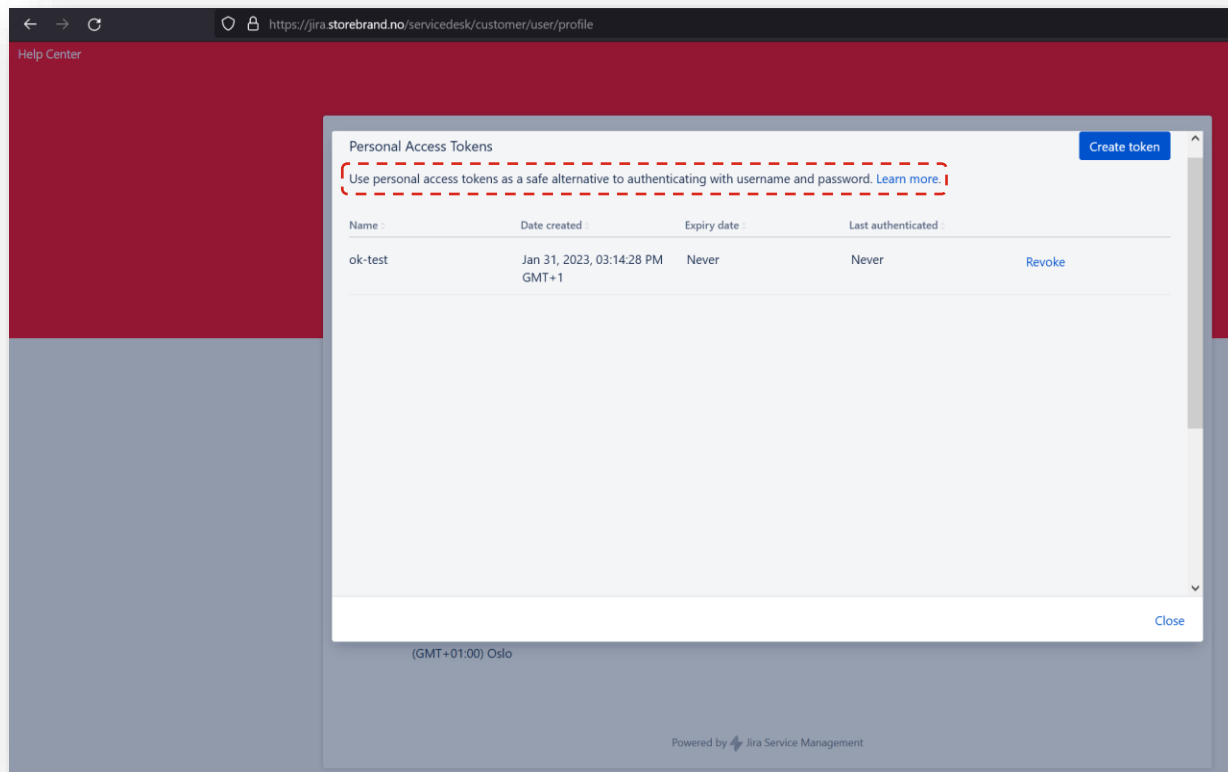 https://jira.storebrand.no/servicedesk/customer/user/profile
Help Center
Personal Access Tokens
Create token
Use personal access tokens as a safe alternative to authenticating with username and password. Learn more.
Name Date created Expiry date Last authenticated
ok-test Jan 31, 2023, 03:14:28 PM Never Never Revoke
GMT+1
Close
(GMT+01:00) Oslo
Powered by Jira Service Management